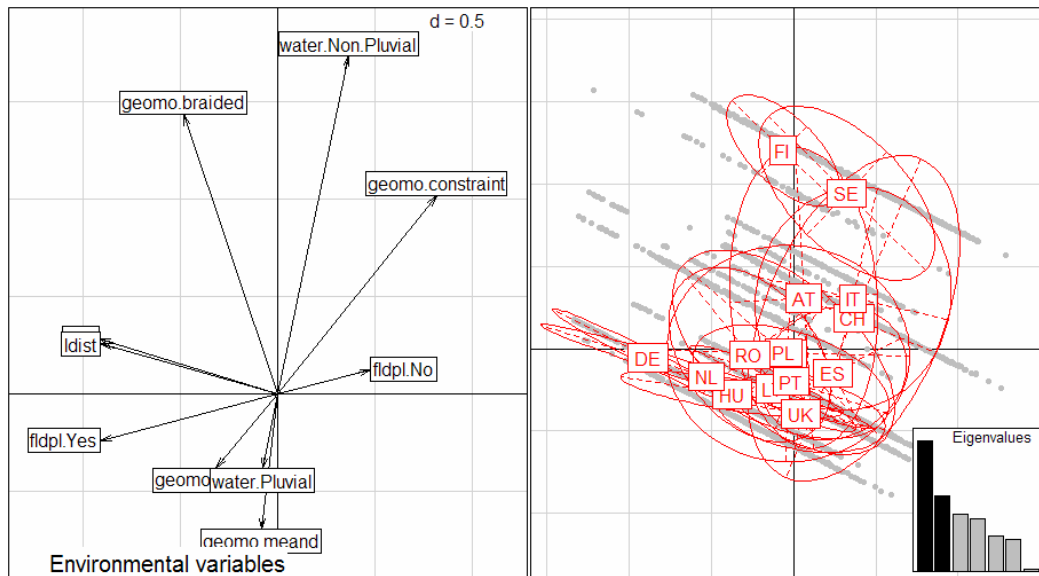 d = 0.5
water.Non.Pluvial
geomo.braided
geomo.constraint
ldist
fldpl.No
fldpl.Yes
geomo
water.Pluvial
geomo.meand
Environmental variables
FI
SE
AT
IT
CH
DE
RO
PL
NL
HU
L
PT
ES
UK
Eigenvalues